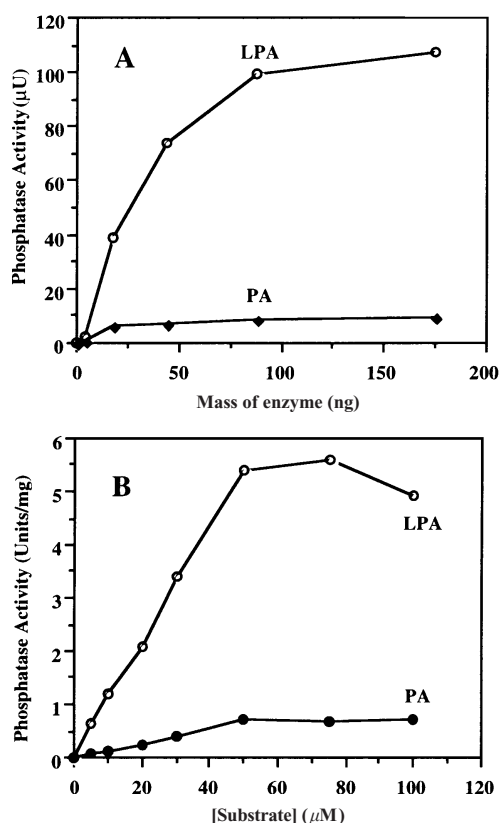 120
100
80
60
40
20
0
Phosphatase Activity (μU)
A
LPA
PA
0
50
100
150
200
Mass of enzyme (ng)
6
5
4
3
2
1
0
Phosphatase Activity (Units/mg)
B
LPA
PA
0
20
40
60
80
100
120
[Substrate] (μM)